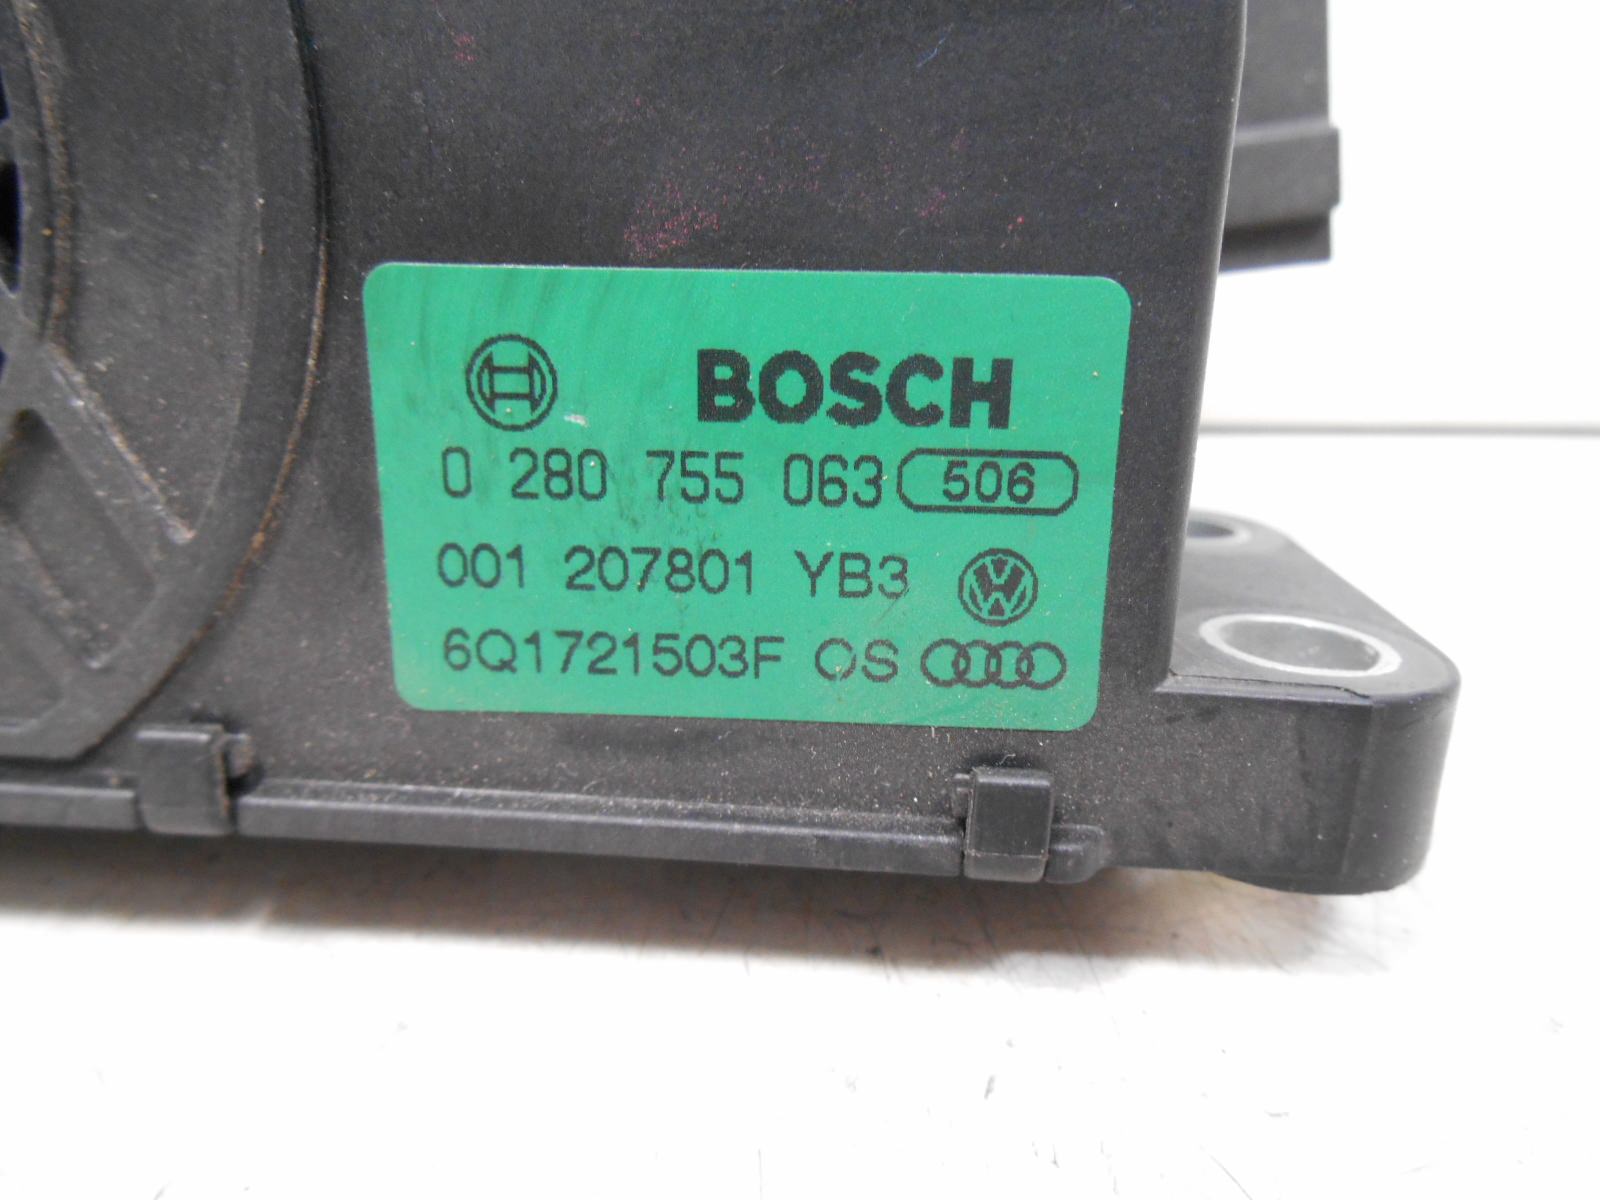 BOSCH
0 280 755 063 506
001 207801 YB3
6Q1721503F OS